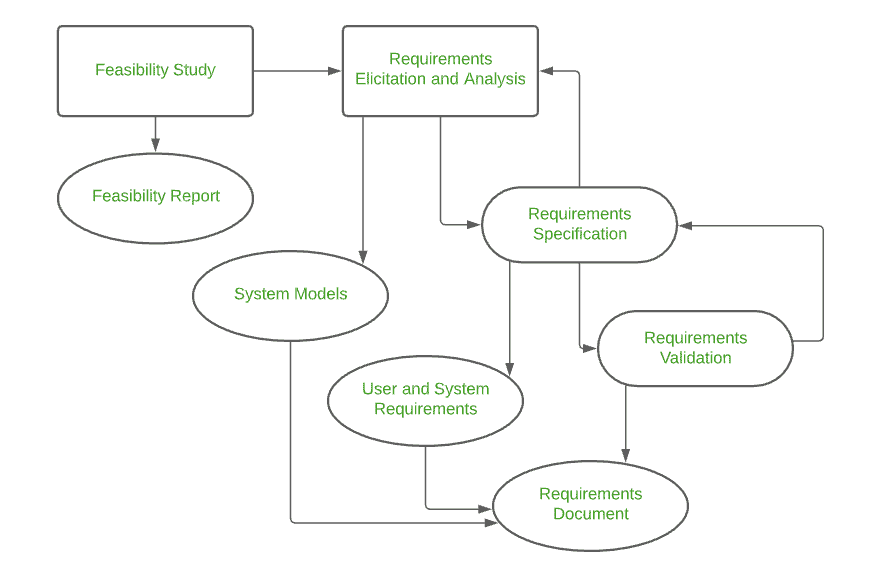 Feasibility Study
Requirements
Elicitation and Analysis
Feasibility Report
Requirements
Specification
System Models
Requirements
Validation
User and System
Requirements
Requirements
Document